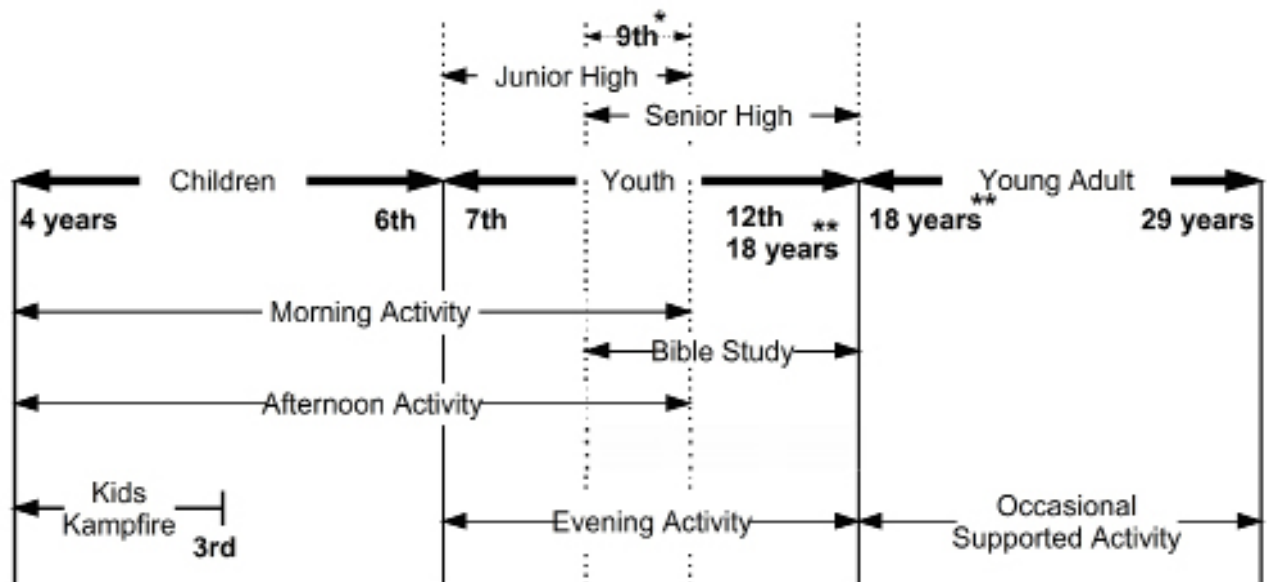 9th*
Junior High
Senior High
Children
Youth
Young Adult
4 years
6th
7th
12th
18 years**
18 years**
29 years
Morning Activity
Bible Study
Afternoon Activity
Kids
Kampfire
3rd
Evening Activity
Occasional
Supported Activity